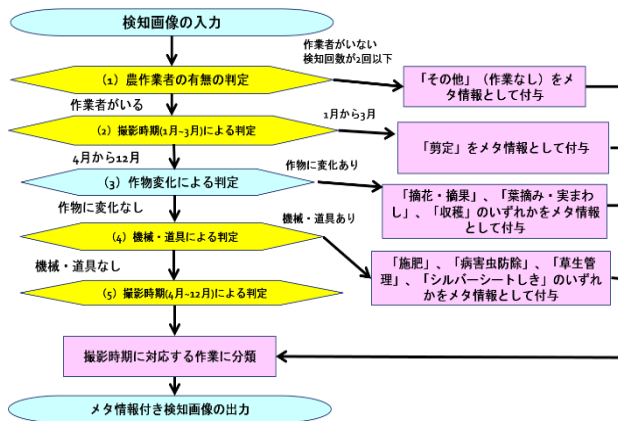 検知画像の入力
作業者がいない
検知回数が2回以下
（1）農作業者の有無の判定
「その他」（作業なし）をメ
タ情報として付与
作業者がいる
1月から3月
（2）撮影時期(1月~3月)による判定
「剪定」をメタ情報として付与
4月から12月
作物に変化あり
（3）作物変化による判定
「摘花・摘果」、「葉摘み・実まわ
し」、「収穫」のいずれかをメタ情報
として付与
作物に変化なし
機械・道具あり
（4）機械・道具による判定
「施肥」、「病害虫防除」、「草生管
理」、「シルバーシートしき」のいずれ
かをメタ情報として付与
機械・道具なし
（5）撮影時期(4月~12月)による判定
撮影時期に対応する作業に分類
メタ情報付き検知画像の出力